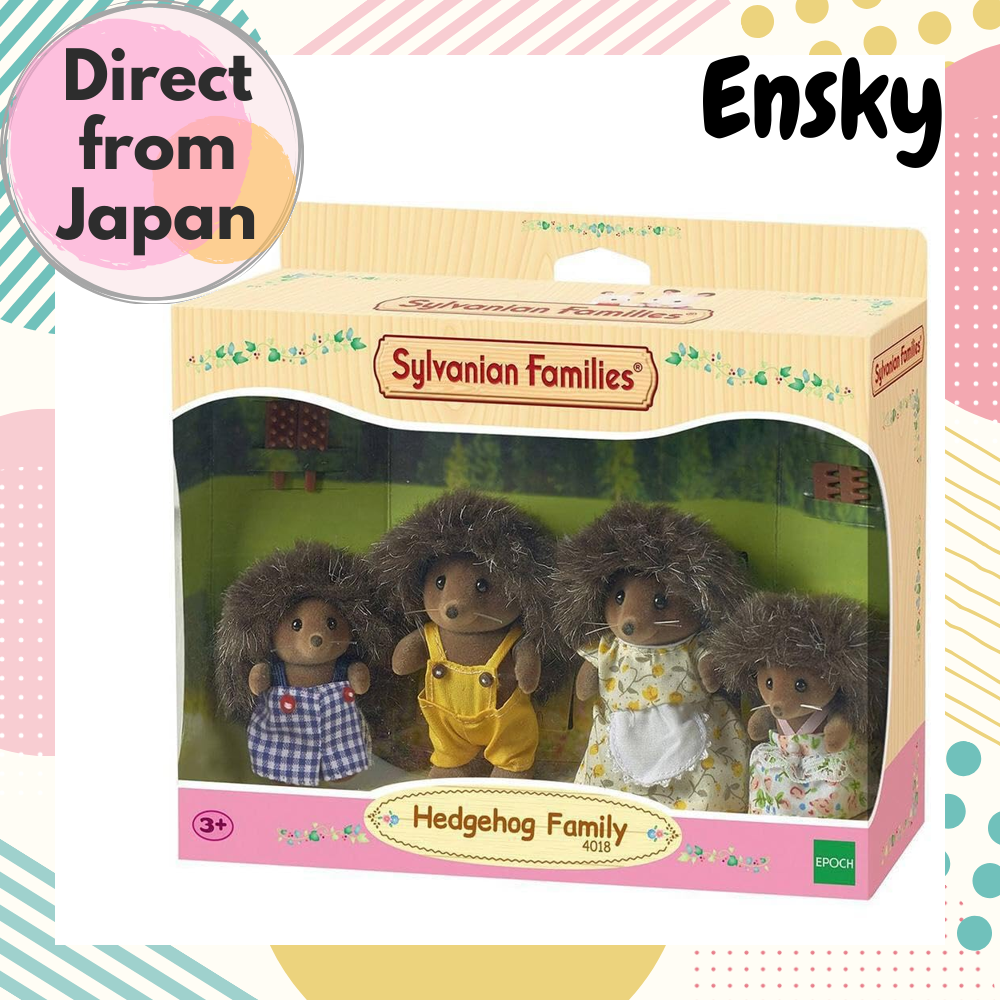 Direct
from
Japan
Ensky
Sylvanian Families®
Sylvanian Families®
Sylvanian Families®
3+
Hedgehog Family
4018
EPOCH